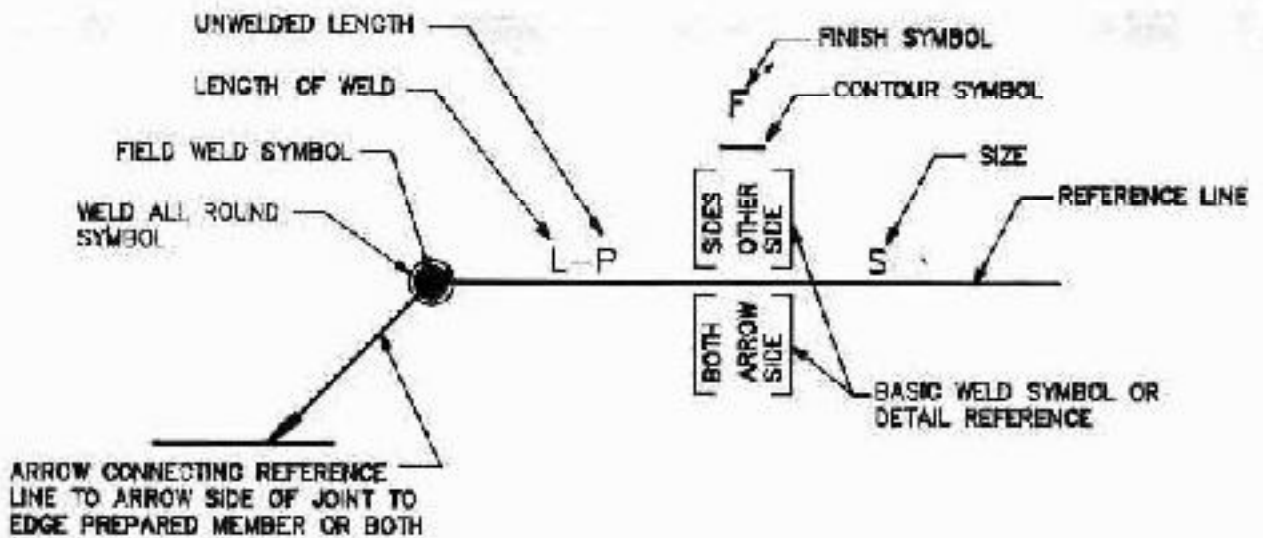 UNWELDED LENGTH
FINISH SYMBOL
LENGTH OF WELD
F
CONTOUR SYMBOL
FIELD WELD SYMBOL
SIZE
WELD ALL ROUND
SYMBOL
SIDES
OTHER
SIDE
REFERENCE LINE
L-P
S
BOTH
ARROW
SIDE
BASIC WELD SYMBOL OR
DETAIL REFERENCE
ARROW CONNECTING REFERENCE
LINE TO ARROW SIDE OF JOINT TO
EDGE PREPARED MEMBER OR BOTH